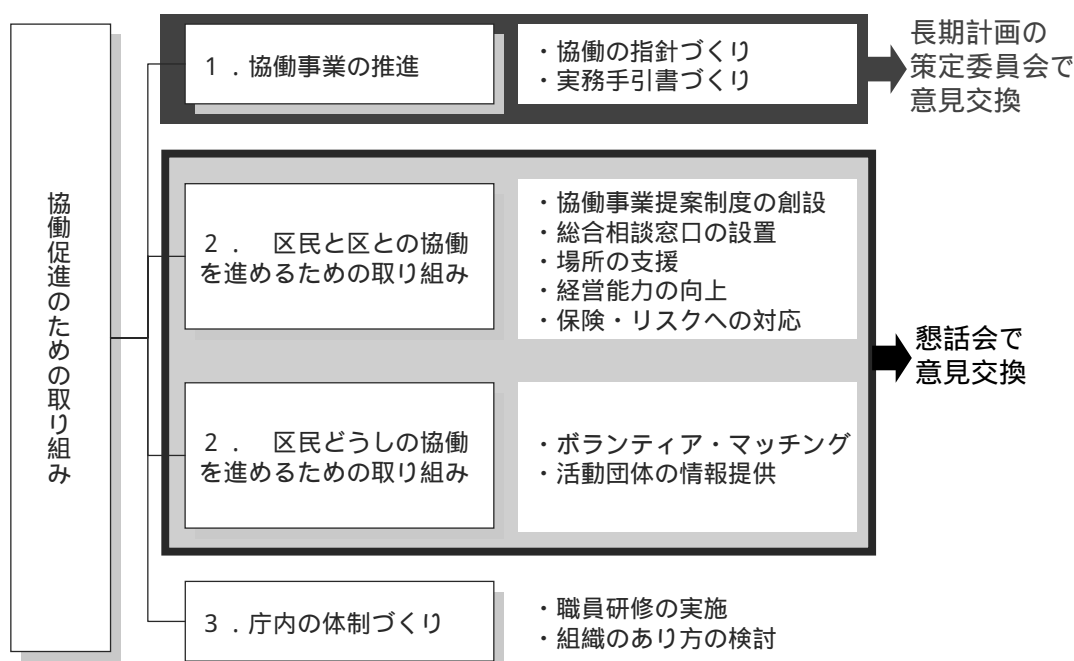 協働促進のための取り組み
1．協働事業の推進
・協働の指針づくり
・実務手引書づくり
長期計画の
策定委員会で
意見交換
2．　区民と区との協働
を進めるための取り組み
・協働事業提案制度の創設
・総合相談窓口の設置
・場所の支援
・経営能力の向上
・保険・リスクへの対応
懇話会で
意見交換
2．　区民どうしの協働
を進めるための取り組み
・ボランティア・マッチング
・活動団体の情報提供
3．庁内の体制づくり
・職員研修の実施
・組織のあり方の検討